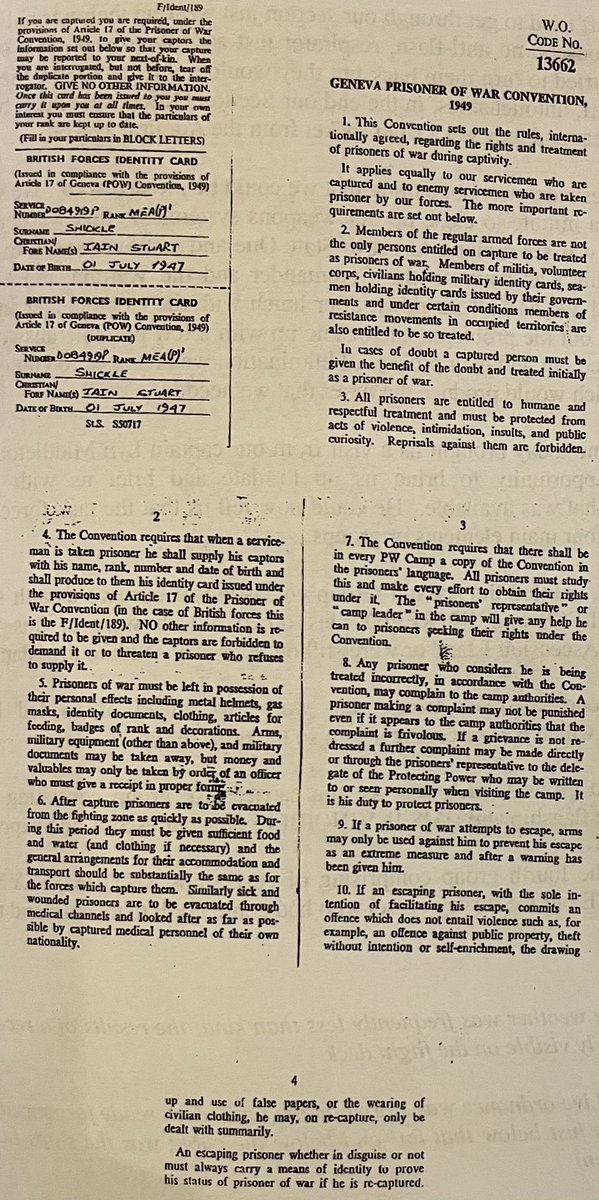 F/Ident/189
If you are captured you are required, under the
provisions of Article 17 of the Prisoner of War
Convention, 1949, to give your captors the
information set out below so that your capture
may be reported to your next-of-kin. When
you are interrogated, but not before, tear off
the duplicate portion and give it to the inter-
rogator. GIVE NO OTHER INFORMATION.
Once this card has been issued to you you must
carry it upon you at all times. In your own
interest you must ensure that the particulars of
your rank are kept up to date.
(Fill in your particulars in BLOCK LETTERS)
BRITISH FORCES IDENTITY CARD
(Issued in compliance with the provisions of
Article 17 of Geneva (POW) Convention, 1949)
SERVICE
NUMBER D084919P RANK MEA(P)'
SURNAME SHICKLE
CHRISTIAN/
FORE NAME(S) IAIN STUART
DATE OF BIRTH 01 JULY 1947
BRITISH FORCES IDENTITY CARD
(Issued in compliance with the provisions of
Article 17 of Geneva (POW) Convention, 1949)
(DUPLICATE)
SERVICE
NUMBER RANK MEA(P)'
SURNAME SHICKLE
CHRISTIAN/
FORE NAME(S) IAIN STUART
DATE OF BIRTH 01 JULY 1947
St.S. S50717
W.O.
CODE No.
13662
GENEVA PRISONER OF WAR CONVENTION,
1949
1. This Convention sets out the rules, interna-
tionally agreed, regarding the rights and treatment
of prisoners of war during captivity.
It applies equally to our servicemen who are
captured and to enemy servicemen who are taken
prisoner by our forces. The more important re-
quirements are set out below.
2. Members of the regular armed forces are not
the only persons entitled on capture to be treated
as prisoners of war. Members of militia, volunteer
corps, civilians holding military identity cards, sea-
men holding identity cards issued by their govern-
ments and under certain conditions members of
resistance movements in occupied territories are
also entitled to be so treated.
In cases of doubt a captured person must be
given the benefit of the doubt and treated initially
as a prisoner of war.
3. All prisoners are entitled to humane and
respectful treatment and must be protected from
acts of violence, intimidation, insults, and public
curiosity. Reprisals against them are forbidden.
2
4. The Convention requires that when a service-
man is taken prisoner he shall supply his captors
with his name, rank, number and date of birth and
shall produce to them his identity card issued under
the provisions of Article 17 of the Prisoner of
War Convention (in the case of British forces this
is the F/Ident/189). NO other information is re-
quired to be given and the captors are forbidden to
demand it or to threaten a prisoner who refuses
to supply it.
5. Prisoners of war must be left in possession of
their personal effects including metal helmets, gas
masks, identity documents, clothing, articles for
feeding, badges of rank and decorations. Arms,
military equipment (other than above), and military
documents may be taken away, but money and
valuables may only be taken by order of an officer
who must give a receipt in proper form.
6. After capture prisoners are to be evacuated
from the fighting zone as quickly as possible. Dur-
ing this period they must be given sufficient food
and water (and clothing if necessary) and the
general arrangements for their accommodation and
transport should be substantially the same as for
the forces which capture them. Similarly sick and
wounded prisoners are to be evacuated through
medical channels and looked after as far as pos-
sible by captured medical personnel of their own
nationality.
3
7. The Convention requires that there shall be
in every PW Camp a copy of the Convention in
the prisoners' language. All prisoners must study
this and make every effort to obtain their rights
under it. The "prisoners' representative" or
"camp leader" in the camp will give any help he
can to prisoners seeking their rights under the
Convention.
8. Any prisoner who considers he is being
treated incorrectly, in accordance with the Con-
vention, may complain to the camp authorities. A
prisoner making a complaint may not be punished
even if it appears to the camp authorities that the
complaint is frivolous. If a grievance is not re-
dressed a further complaint may be made directly
or through the prisoners' representative to the dele-
gate of the Protecting Power who may be written
to or seen personally when visiting the camp. It
is his duty to protect prisoners.
9. If a prisoner of war attempts to escape, arms
may only be used against him to prevent his escape
as an extreme measure and after a warning has
been given him.
10. If an escaping prisoner, with the sole in-
tention of facilitating his escape, commits an
offence which does not entail violence such as, for
example, an offence against public property, theft
without intention or self-enrichment, the drawing
4
up and use of false papers, or the wearing of
civilian clothing, he may, on re-capture, only be
dealt with summarily.
An escaping prisoner whether in disguise or not
must always carry a means of identity to prove
his status of prisoner of war if he is re-captured.